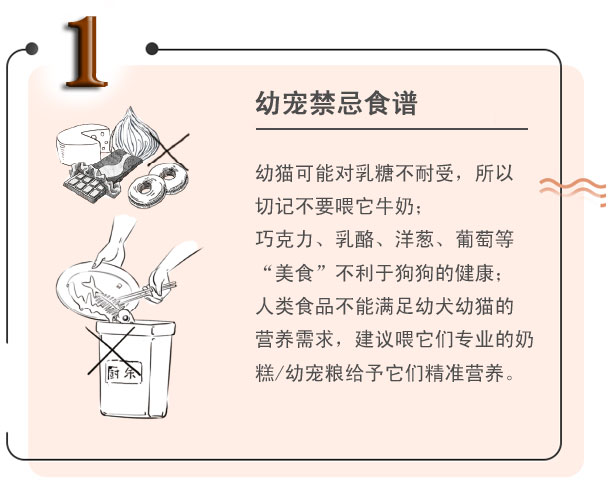 1
幼宠禁忌食谱
幼猫可能对乳糖不耐受，所以
切记不要喂它牛奶；
巧克力、乳酪、洋葱、葡萄等
“美食”不利于狗狗的健康；
人类食品不能满足幼犬幼猫的
营养需求，建议喂它们专业的奶
糕/幼宠粮给予它们精准营养。